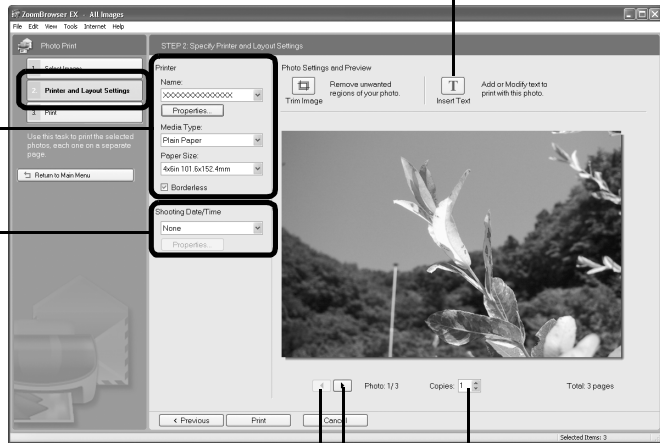 ZoomBrowser EX - All Images
File Edit View Tools Internet Help
Photo Print
STEP 2: Specify Printer and Layout Settings
1. Select Images
2. Printer and Layout Settings
3. Print
Use this task to print the selected
photos, each one on a separate
page.
Return to Main Menu
Printer
Name:
XXXXXXXXXXXXX
Properties...
Media Type:
Plain Paper
Paper Size:
4x6in 101.6x152.4mm
Borderless
Shooting Date/Time
None
Properties...
Photo Settings and Preview
Trim Image
Remove unwanted
regions of your photo.
T
Insert Text
Add or Modify text to
print with this photo.
Photo: 1/3
Copies: 1
Total: 3 pages
< Previous
Print
Cancel
Selected Items: 3